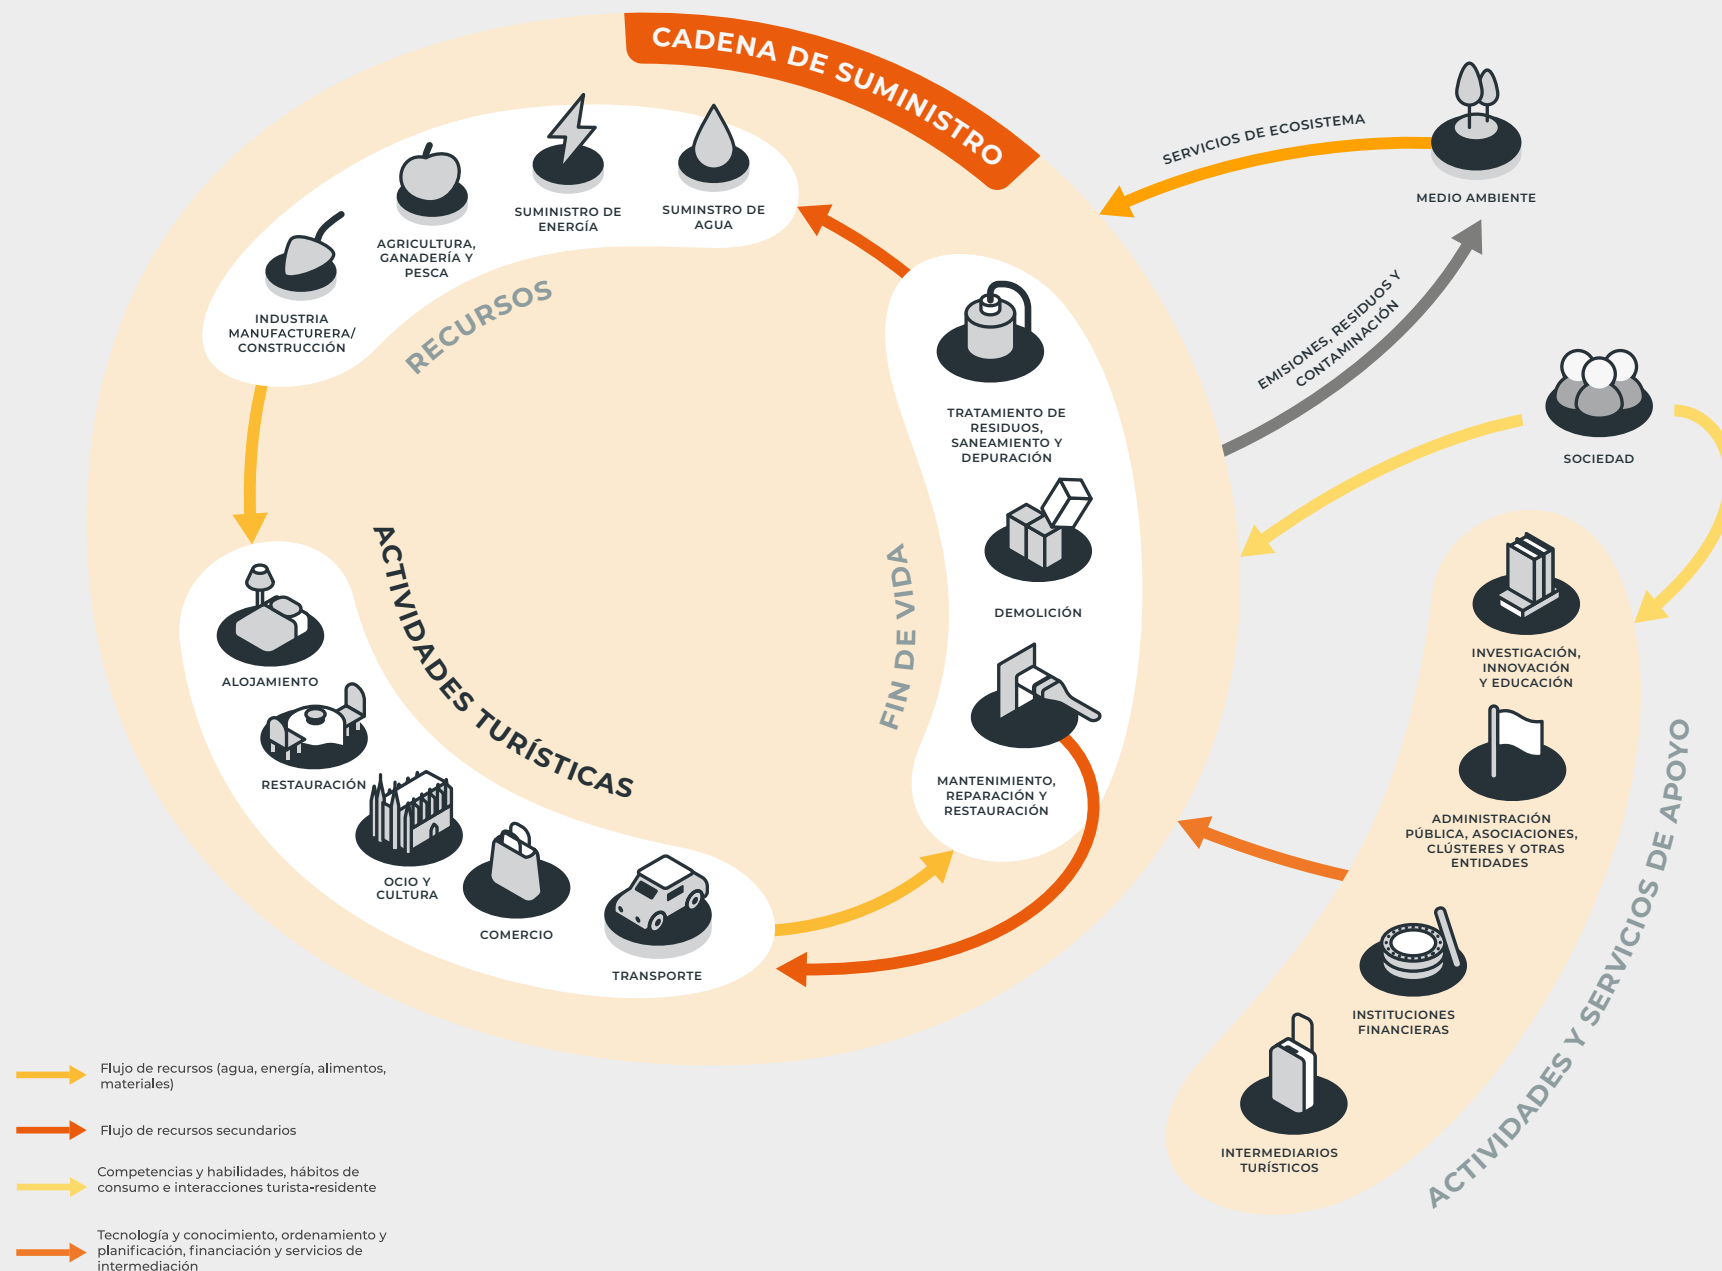 CADENA DE SUMINISTRO
SUMINISTRO DE
ENERGÍA
SUMINSTRO DE
AGUA
AGRICULTURA,
GANADERÍA Y
PESCA
INDUSTRIA
MANUFACTURERA/
CONSTRUCCIÓN
RECURSOS
SERVICIOS DE ECOSISTEMA
MEDIO AMBIENTE
EMISIONES, RESIDUOS Y
CONTAMINACIÓN
SOCIEDAD
TRATAMIENTO DE
RESIDUOS,
SANEAMIENTO Y
DEPURACIÓN
DEMOLICIÓN
MANTENIMIENTO,
REPARACIÓN Y
RESTAURACIÓN
FIN DE VIDA
ACTIVIDADES TURÍSTICAS
ALOJAMIENTO
RESTAURACIÓN
OCIO Y
CULTURA
COMERCIO
TRANSPORTE
INVESTIGACIÓN,
INNOVACIÓN
Y EDUCACIÓN
ADMINISTRACIÓN
PÚBLICA, ASOCIACIONES,
CLÚSTERES Y OTRAS
ENTIDADES
INSTITUCIONES
FINANCIERAS
INTERMEDIARIOS
TURÍSTICOS
ACTIVIDADES Y SERVICIOS DE APOYO
Flujo de recursos (agua, energía, alimentos,
materiales)
Flujo de recursos secundarios
Competencias y habilidades, hábitos de
consumo e interacciones turista-residente
Tecnología y conocimiento, ordenamiento y
planificación, financiación y servicios de
intermediación